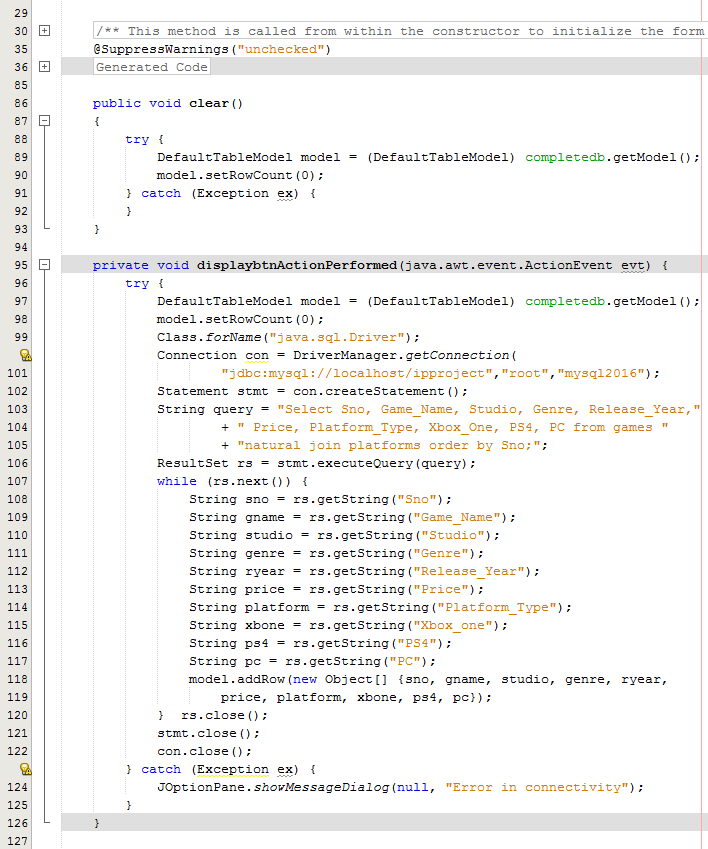 29
30 /** This method is called from within the constructor to initialize the form
35 @SuppressWarnings("unchecked")
36 Generated Code
85
86 public void clear()
87 {
88 try {
89 DefaultTableModel model = (DefaultTableModel) completedb.getModel();
90 model.setRowCount(0);
91 } catch (Exception ex) {
92 }
93 }
94
95 private void displaybtnActionPerformed(java.awt.event.ActionEvent evt) {
96 try {
97 DefaultTableModel model = (DefaultTableModel) completedb.getModel();
98 model.setRowCount(0);
99 Class.forName("java.sql.Driver");
Connection con = DriverManager.getConnection(
101 "jdbc:mysql://localhost/ipproject","root","mysql2016");
102 Statement stmt = con.createStatement();
103 String query = "Select Sno, Game_Name, Studio, Genre, Release_Year,"
104 + " Price, Platform_Type, Xbox_One, PS4, PC from games "
105 + "natural join platforms order by Sno;";
106 ResultSet rs = stmt.executeQuery(query);
107 while (rs.next()) {
108 String sno = rs.getString("Sno");
109 String gname = rs.getString("Game_Name");
110 String studio = rs.getString("Studio");
111 String genre = rs.getString("Genre");
112 String ryear = rs.getString("Release_Year");
113 String price = rs.getString("Price");
114 String platform = rs.getString("Platform_Type");
115 String xbone = rs.getString("Xbox_one");
116 String ps4 = rs.getString("PS4");
117 String pc = rs.getString("PC");
118 model.addRow(new Object[] {sno, gname, studio, genre, ryear,
119 price, platform, xbone, ps4, pc});
120 } rs.close();
121 stmt.close();
122 con.close();
} catch (Exception ex) {
124 JOptionPane.showMessageDialog(null, "Error in connectivity");
125 }
126 }
127